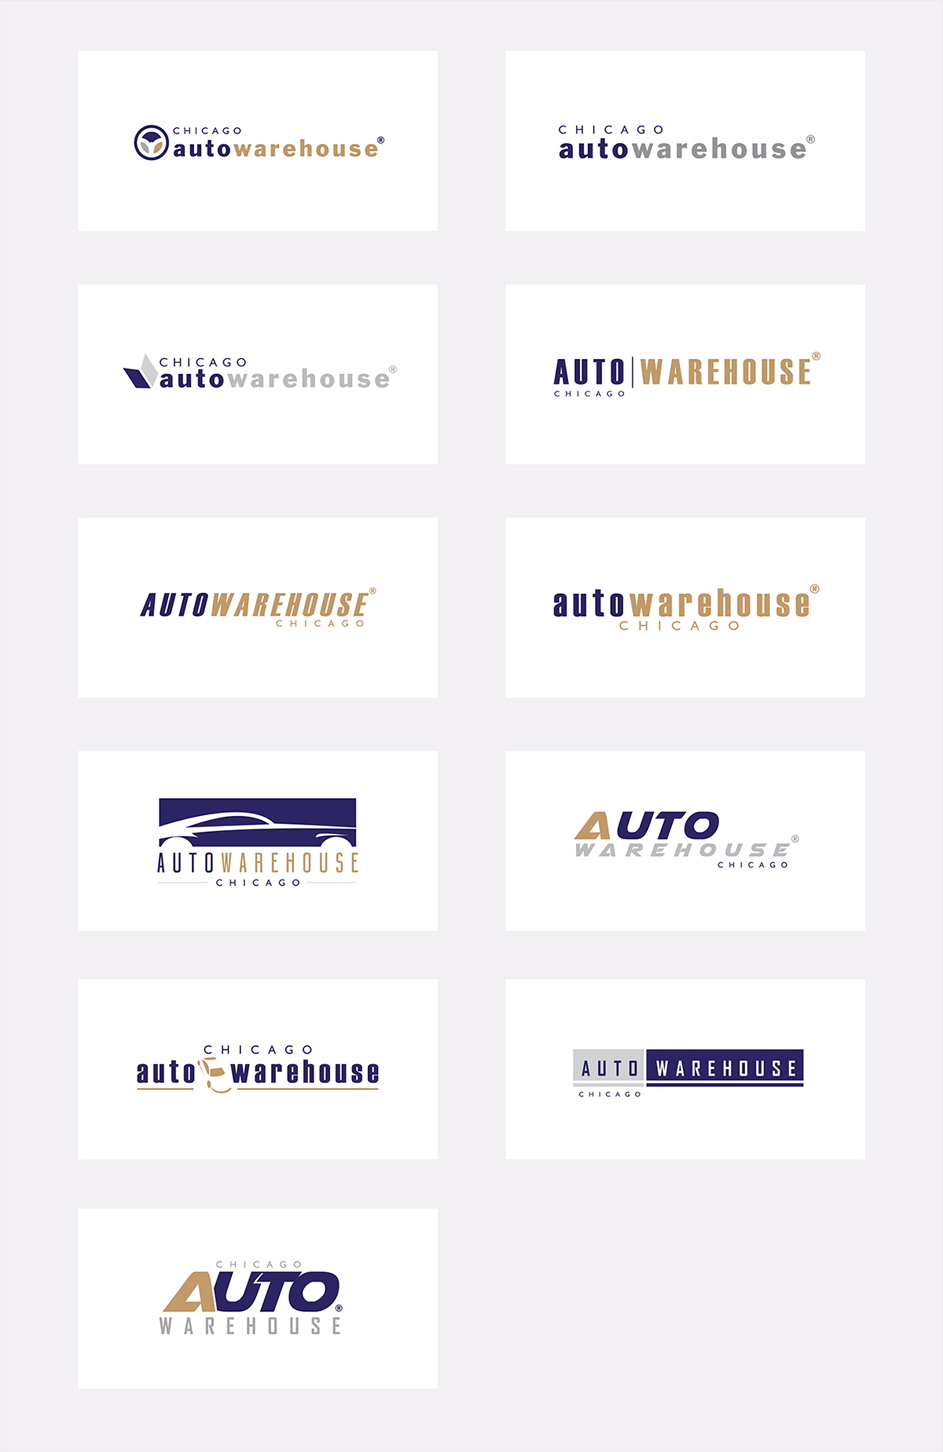 CHICAGO
autowarehouse®
CHICAGO
autowarehouse®
CHICAGO
autowarehouse®
AUTO|WAREHOUSE®
CHICAGO
AUTOWAREHOUSE®
CHICAGO
autowarehouse®
CHICAGO
AUTOWAREHOUSE
CHICAGO
AUTO
WAREHOUSE®
CHICAGO
CHICAGO
auto warehouse
AUTO WAREHOUSE
CHICAGO
CHICAGO
AUTO®
WAREHOUSE